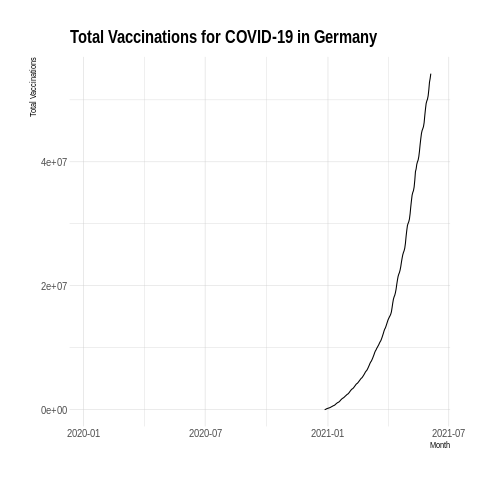 Total Vaccinations for COVID-19 in Germany
Total Vaccinations
4e+07
2e+07
0e+00
2020-01 2020-07 2021-01 2021-07
Month